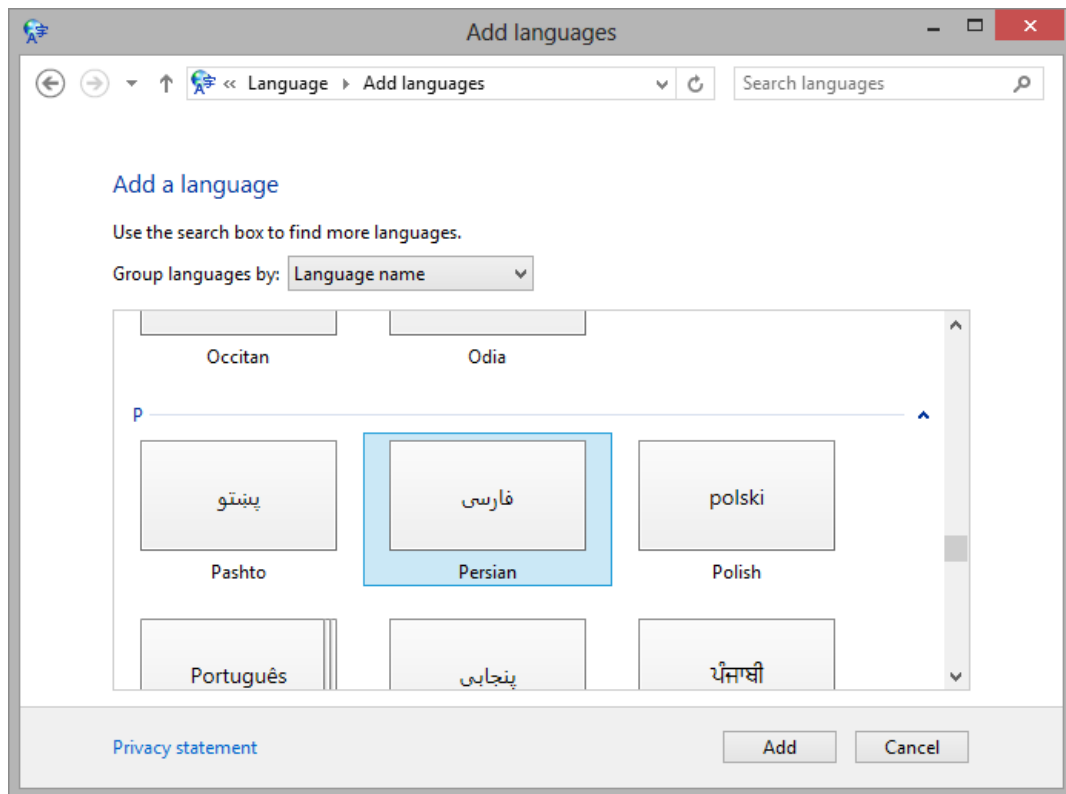 Add languages
« Language Add languages
Search languages
Add a language
Use the search box to find more languages.
Group languages by: Language name
Occitan Odia
P
پښتو فارسی polski
Pashto Persian Polish
Português پنجابی ਪੰਜਾਬੀ
Privacy statement Add Cancel